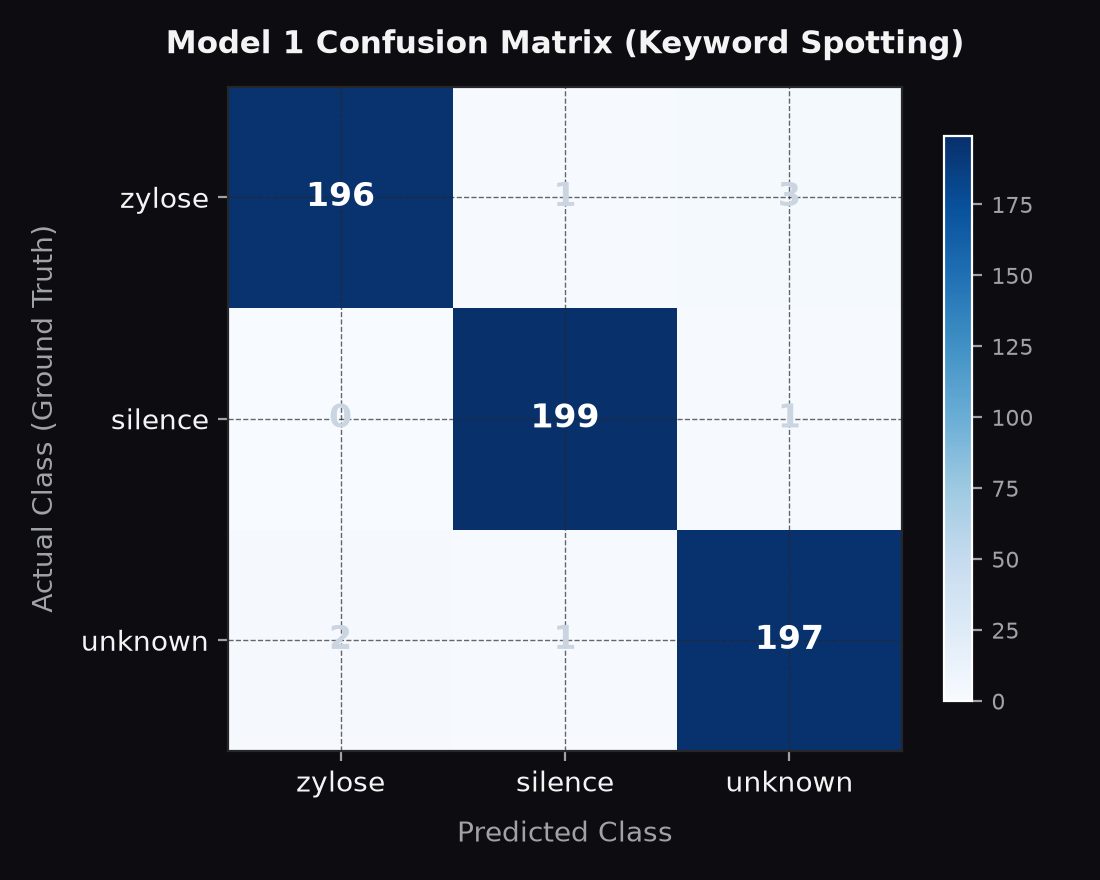 Model 1 Confusion Matrix (Keyword Spotting)
Actual Class (Ground Truth)
zylose 196 1 3
silence 0 199 1
unknown 2 1 197
zylose silence unknown
Predicted Class
175
150
125
100
75
50
25
0